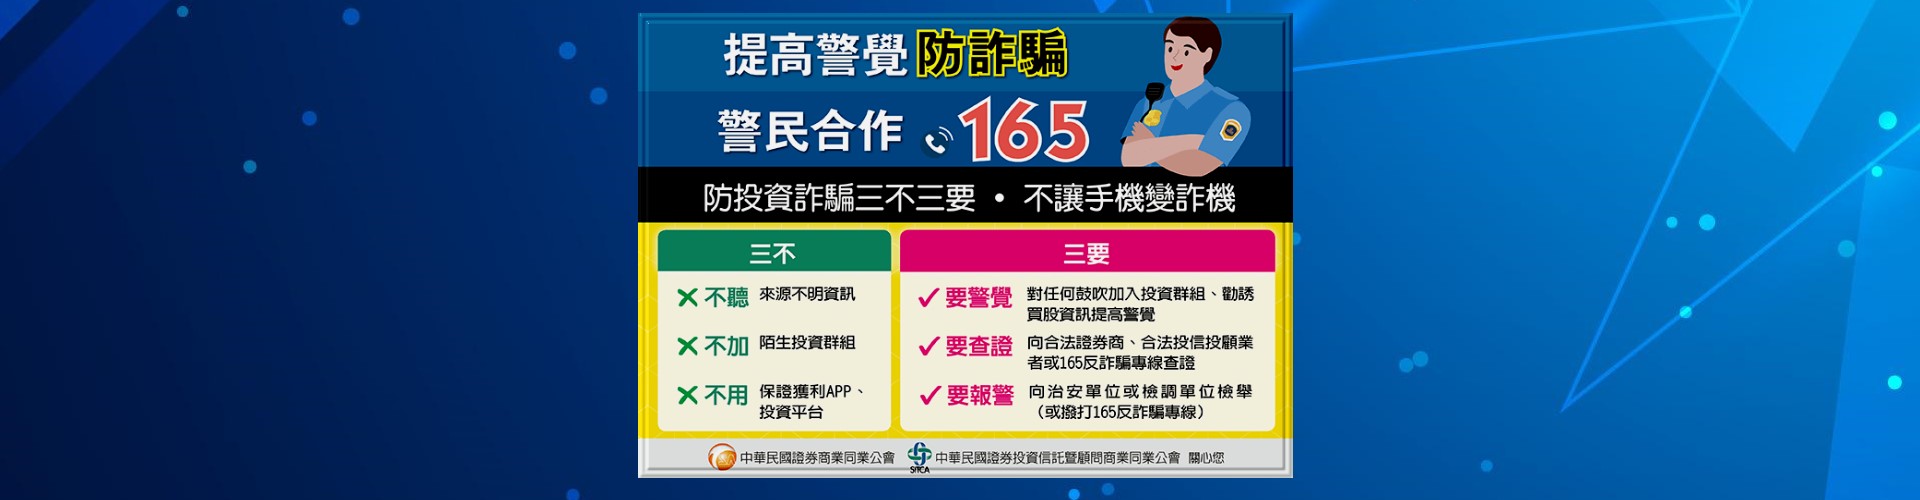 提高警覺防詐騙
警民合作 165
防投資詐騙三不三要 • 不讓手機變詐機
三不
不聽 來源不明資訊
不加 陌生投資群組
不用 保證獲利APP、
投資平台
三要
要警覺 對任何鼓吹加入投資群組、勸誘
買股資訊提高警覺
要查證 向合法證券商、合法投信投顧業
者或165反詐騙專線查證
要報警 向治安單位或檢調單位檢舉
（或撥打165反詐騙專線）
中華民國證券商業同業公會 SITCA 中華民國證券投資信託暨顧問商業同業公會 關心您